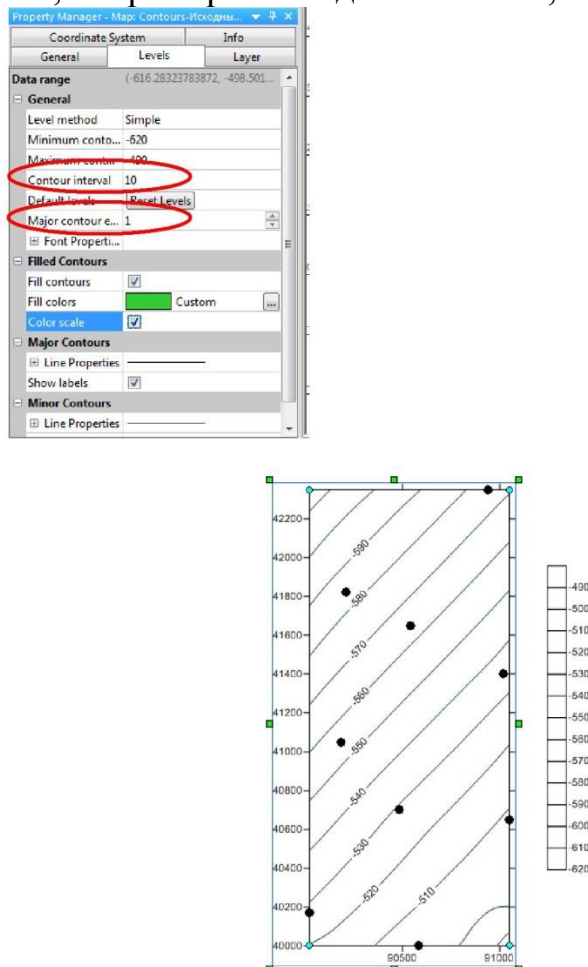 Property Manager - Map: Contours-Исходны...
Coordinate System Info
General Levels Layer
Data range (-616.28323783872, -498.501...
General
Level method Simple
Minimum conto... -620
Maximum conto... -490
Contour interval 10
Default levels Reset Levels
Major contour e... 1
Font Properti...
Filled Contours
Fill contours
Fill colors Custom ...
Color scale
Major Contours
Line Properties
Show labels
Minor Contours
Line Properties
42200
42000
41800
41600
41400
41200
41000
40800
40600
40400
40200
40000
90500 91000
-590
-580
-570
-560
-550
-540
-530
-520
-510
-490
-500
-510
-520
-530
-540
-550
-560
-570
-580
-590
-600
-610
-620